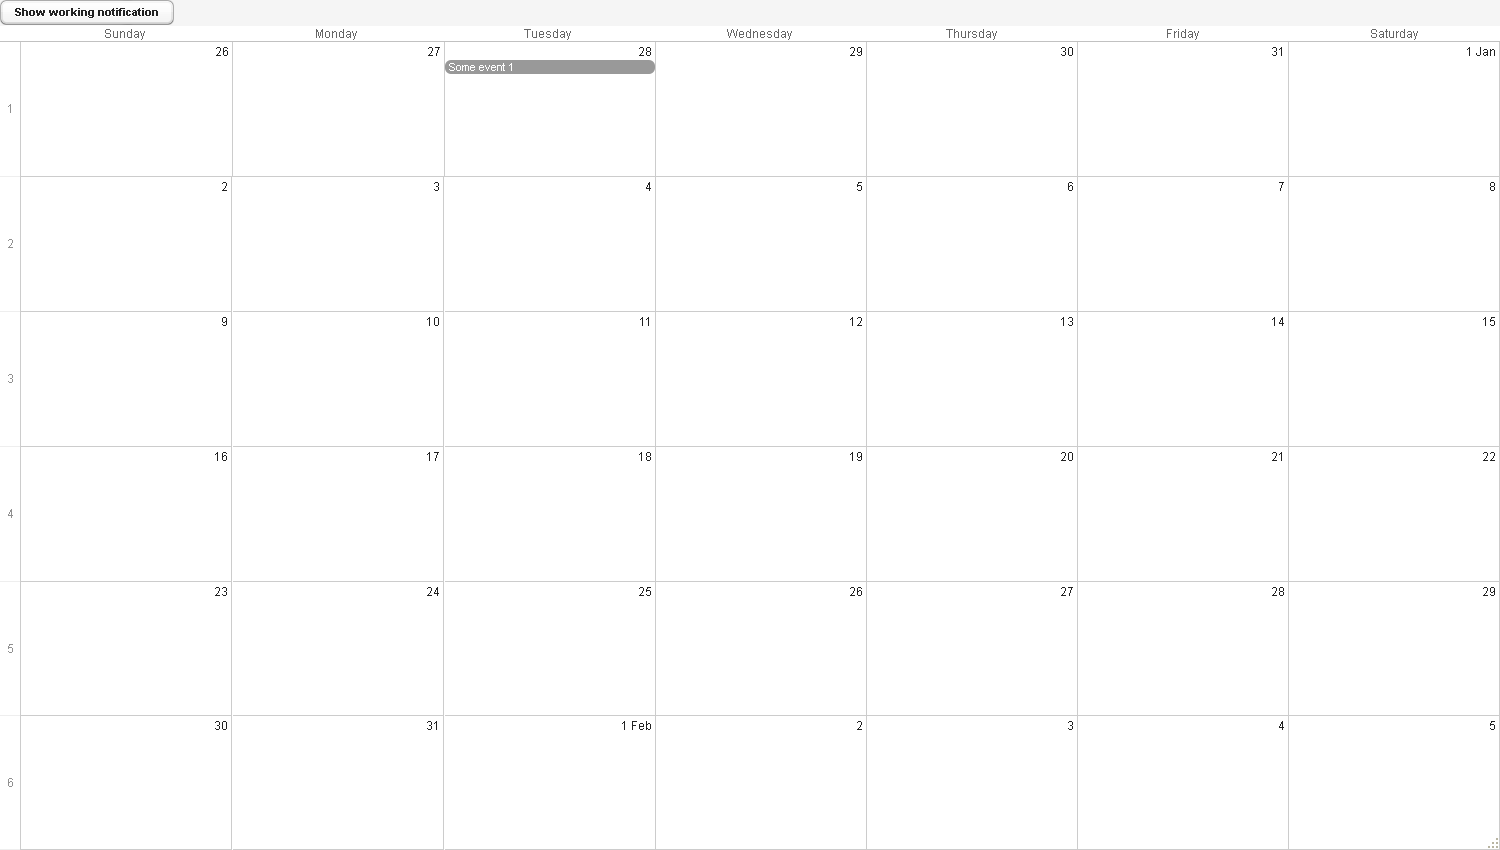 Show working notification
Sunday Monday Tuesday Wednesday Thursday Friday Saturday
26 27 28 29 30 31 1 Jan
Some event 1
1
2 3 4 5 6 7 8
2
9 10 11 12 13 14 15
3
16 17 18 19 20 21 22
4
23 24 25 26 27 28 29
5
30 31 1 Feb 2 3 4 5
6